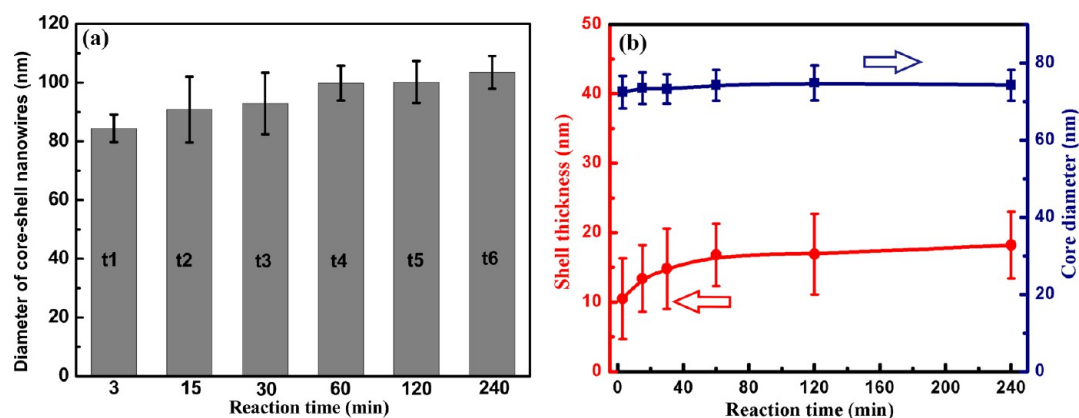 (a)
Diameter of core-shell nanowires (nm)
120
100
80
60
40
20
0
t1 t2 t3 t4 t5 t6
3 15 30 60 120 240
Reaction time (min)
(b)
Shell thickness (nm)
50
40
30
20
10
0
Core diameter (nm)
80
60
40
20
0
0 40 80 120 160 200 240
Reaction time (min)